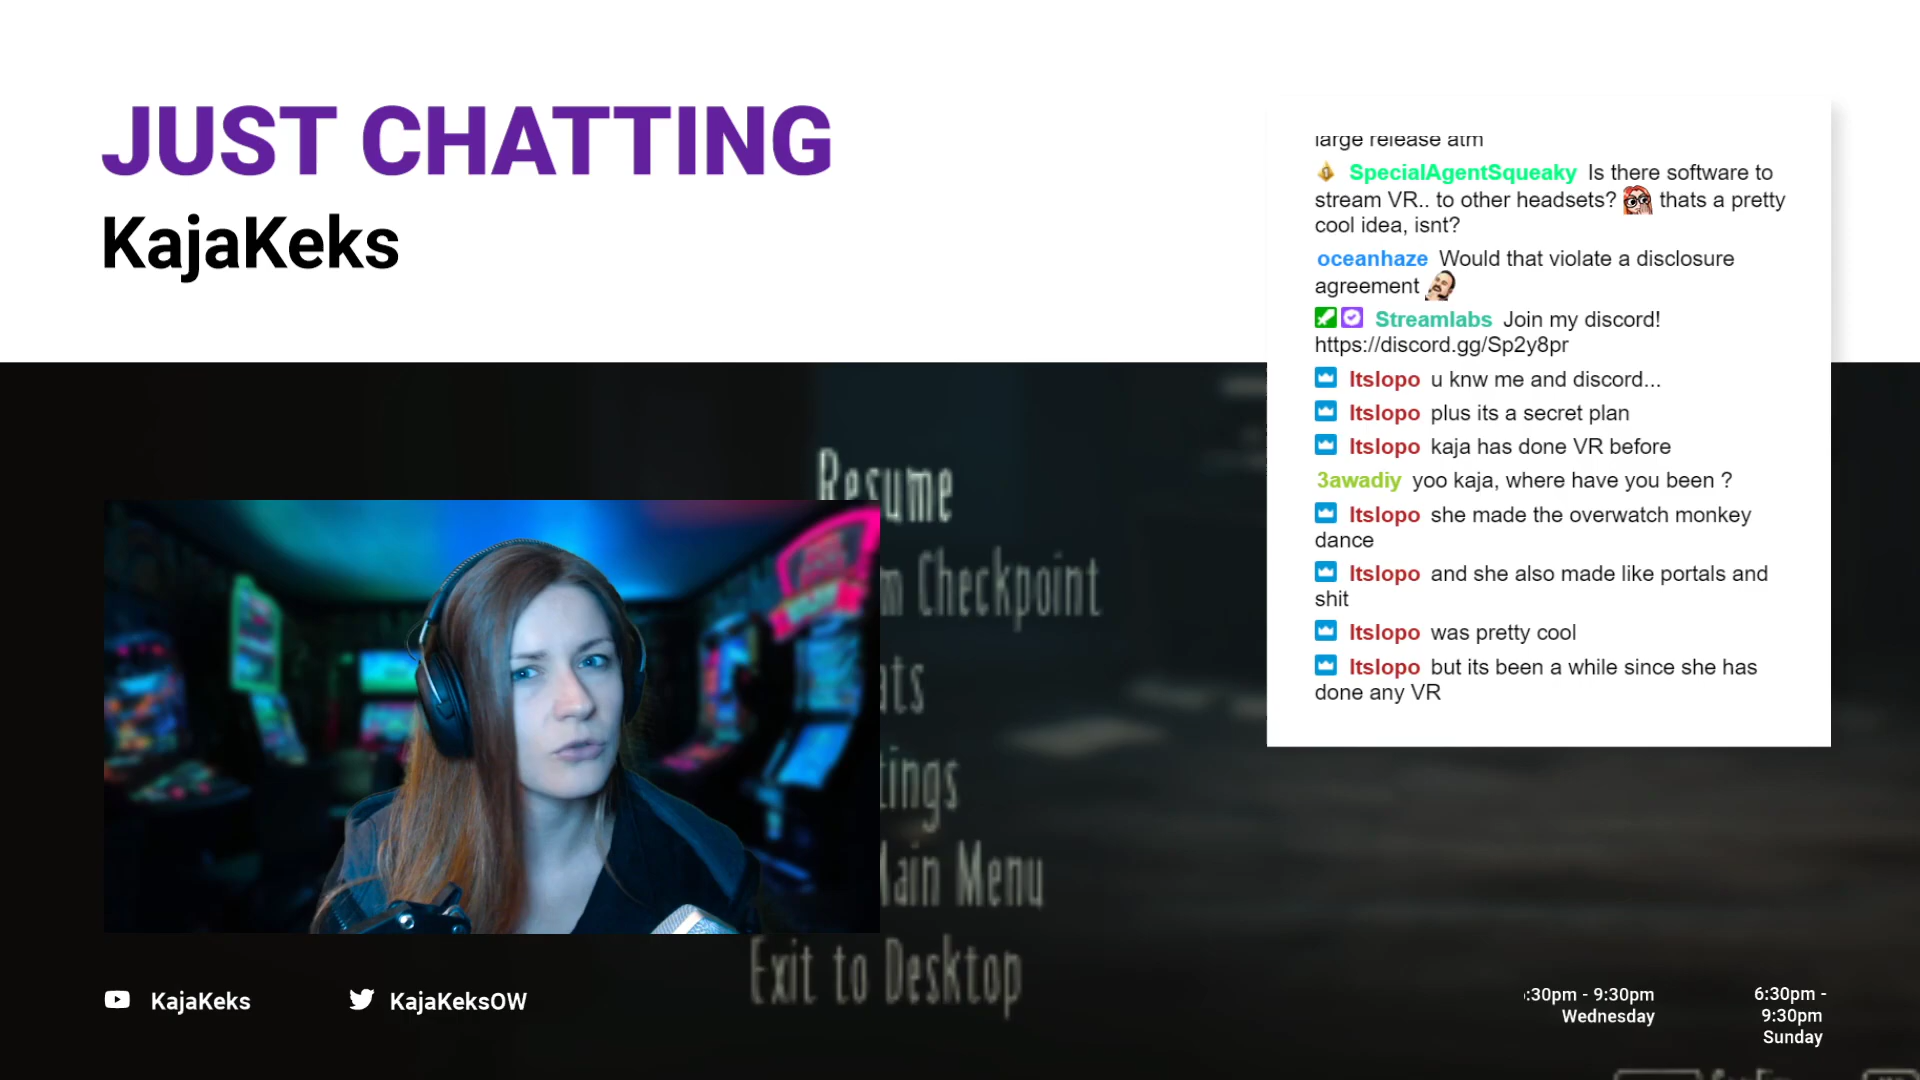 JUST CHATTING
KajaKeks
large release atm
SpecialAgentSqueaky Is there software to
stream VR.. to other headsets? thats a pretty
cool idea, isnt?
oceanhaze Would that violate a disclosure
agreement
Streamlabs Join my discord!
https://discord.gg/Sp2y8pr
Itslopo u knw me and discord...
Itslopo plus its a secret plan
Itslopo kaja has done VR before
3awadiy yoo kaja, where have you been ?
Itslopo she made the overwatch monkey
dance
Itslopo and she also made like portals and
shit
Itslopo was pretty cool
Itslopo but its been a while since she has
done any VR
Resume
m Checkpoint
ats
tings
Main Menu
Exit to Desktop
KajaKeks
KajaKeksOW
:30pm - 9:30pm
Wednesday
6:30pm -
9:30pm
Sunday